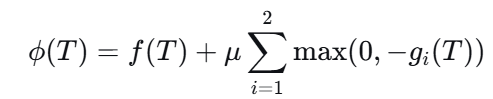 ϕ(T) = f(T) + μ ∑_{i=1}^{2} max(0, −g_i(T))